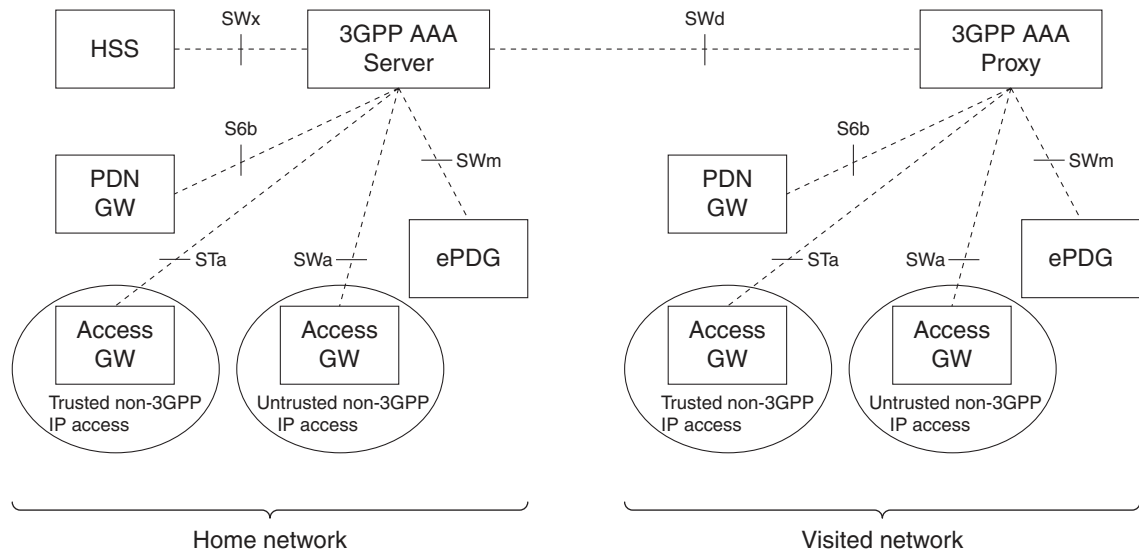 SWx
SWd
HSS
3GPP AAA
Server
3GPP AAA
Proxy
S6b
SWm
PDN
GW
ePDG
STa
SWa
Access
GW
Trusted non-3GPP
IP access
Access
GW
Untrusted non-3GPP
IP access
S6b
SWm
PDN
GW
ePDG
STa
SWa
Access
GW
Trusted non-3GPP
IP access
Access
GW
Untrusted non-3GPP
IP access
Home network
Visited network